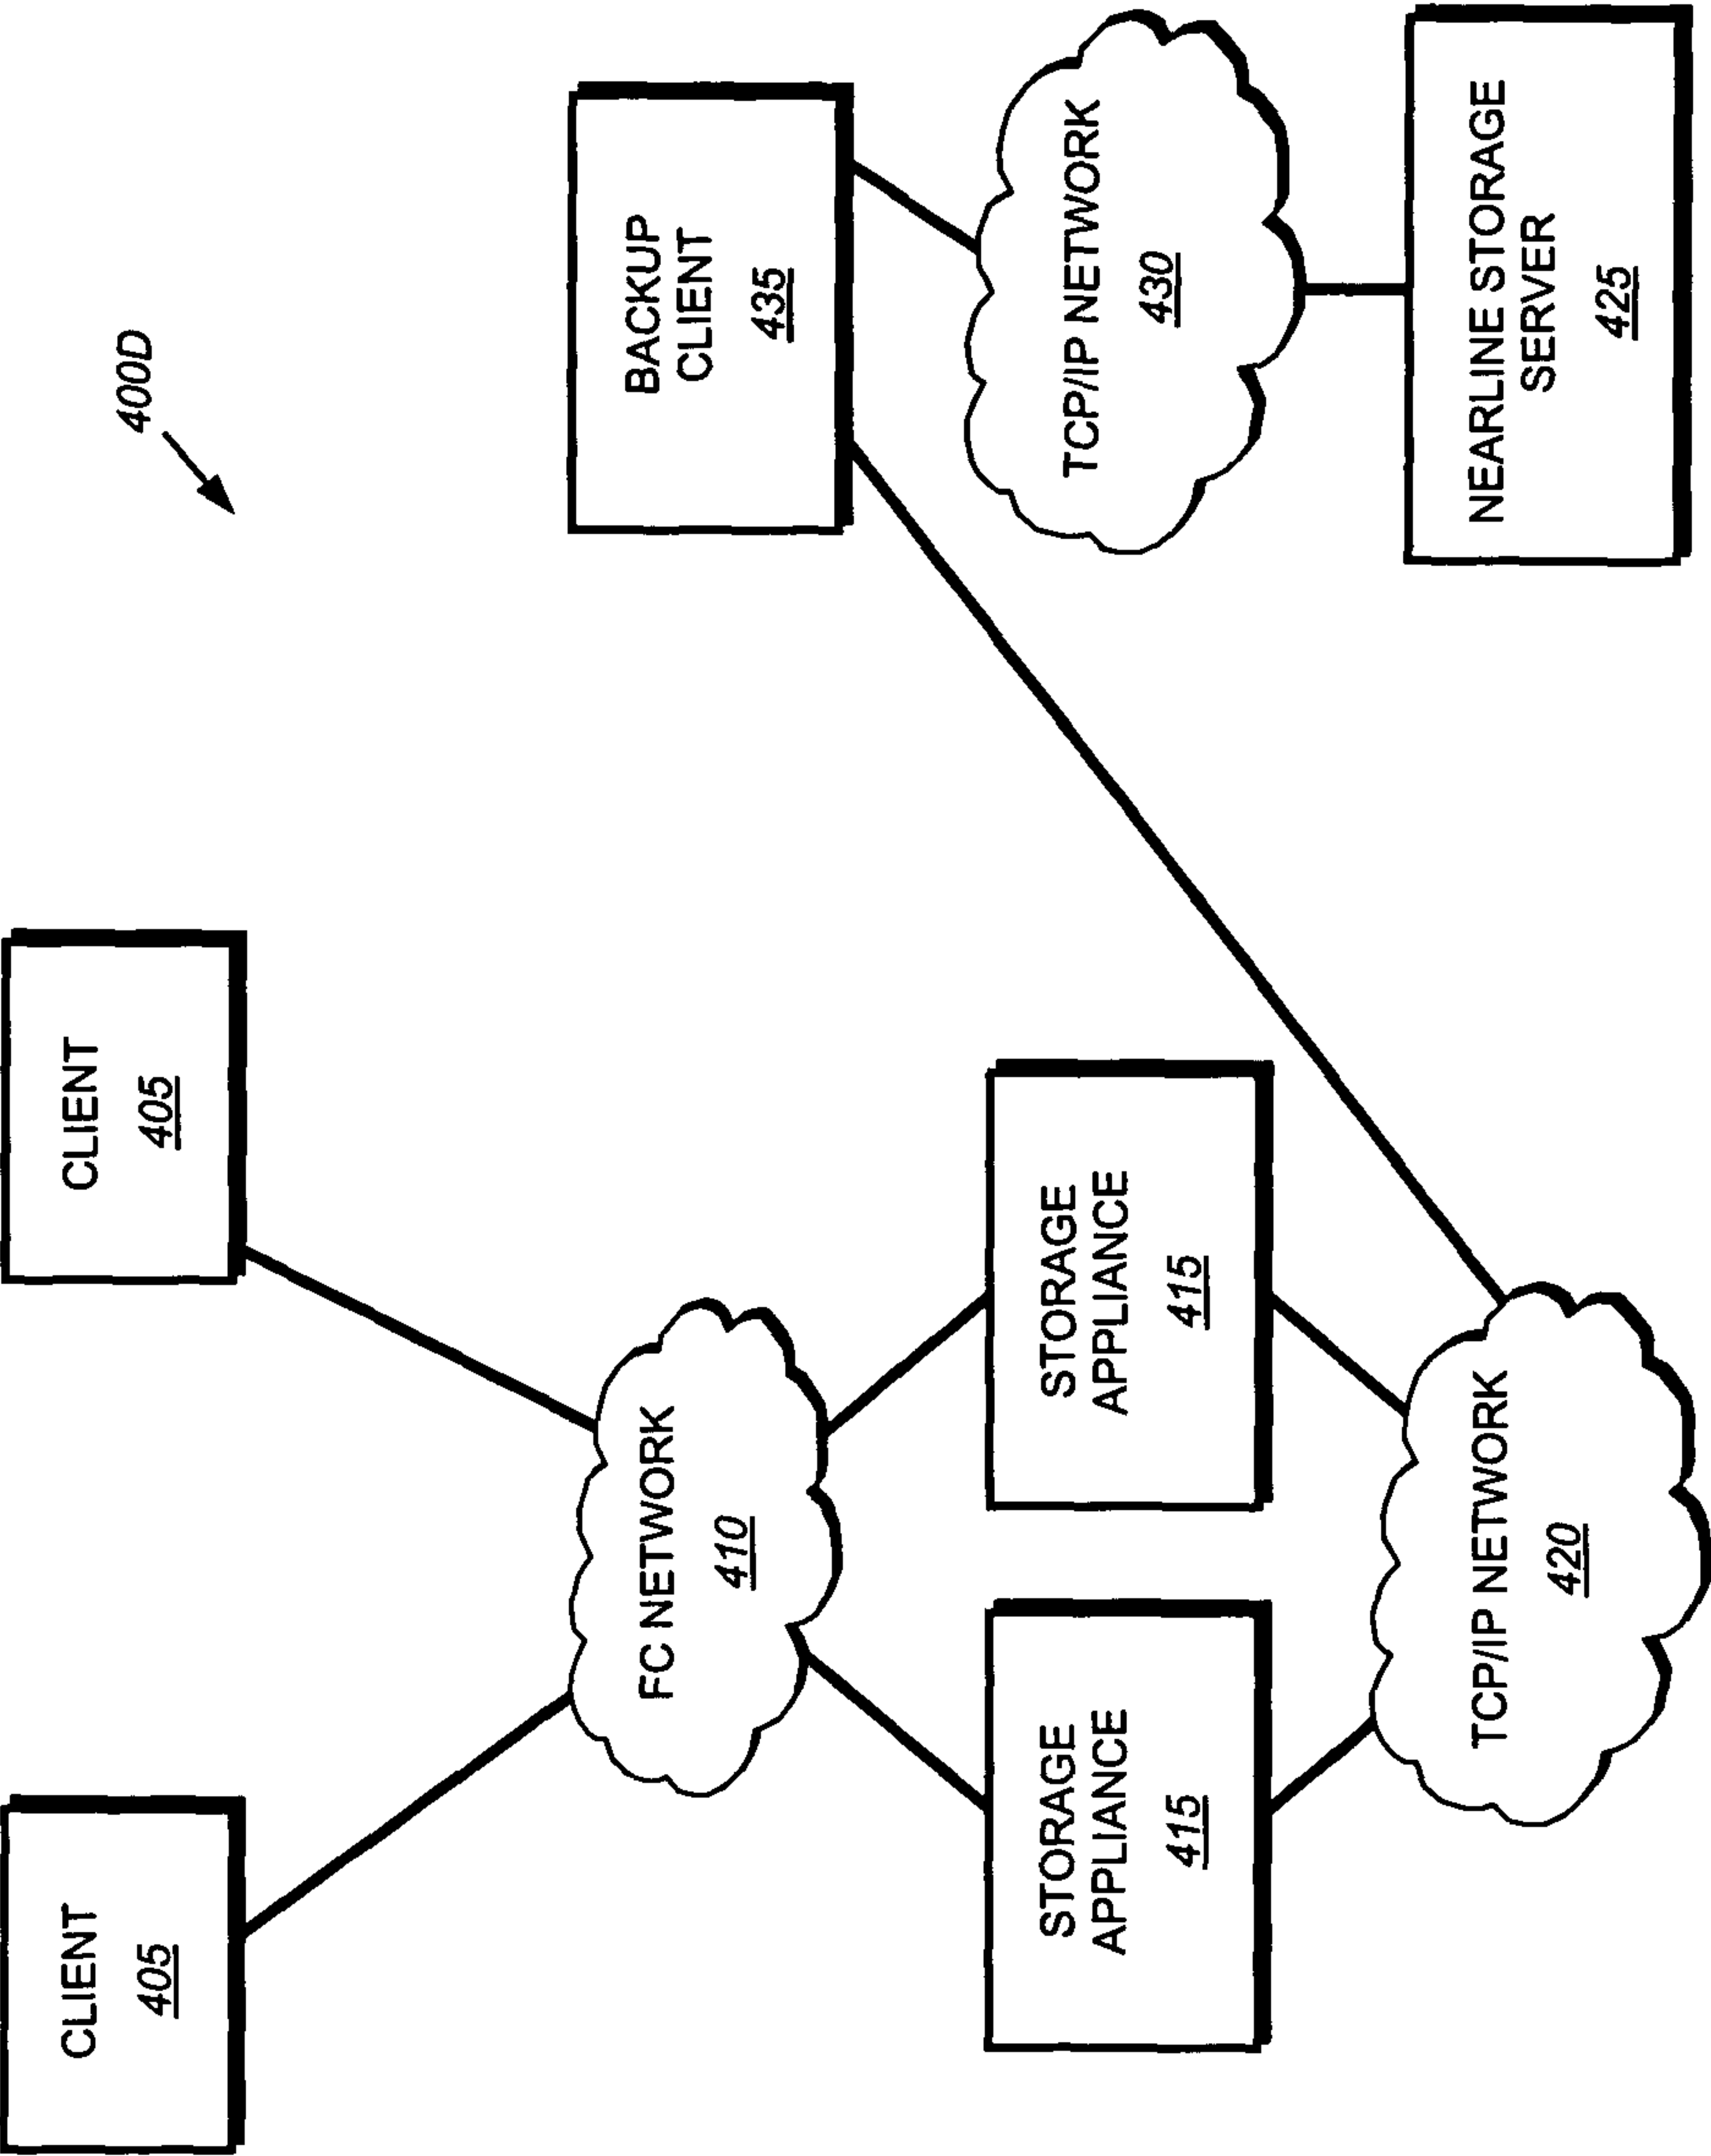 400D
CLIENT
405
CLIENT
405
BACKUP
CLIENT
435
FC NETWORK
410
TCP/IP NETWORK
430
STORAGE
APPLIANCE
415
STORAGE
APPLIANCE
415
TCP/IP NETWORK
420
NEARLINE STORAGE
SERVER
425